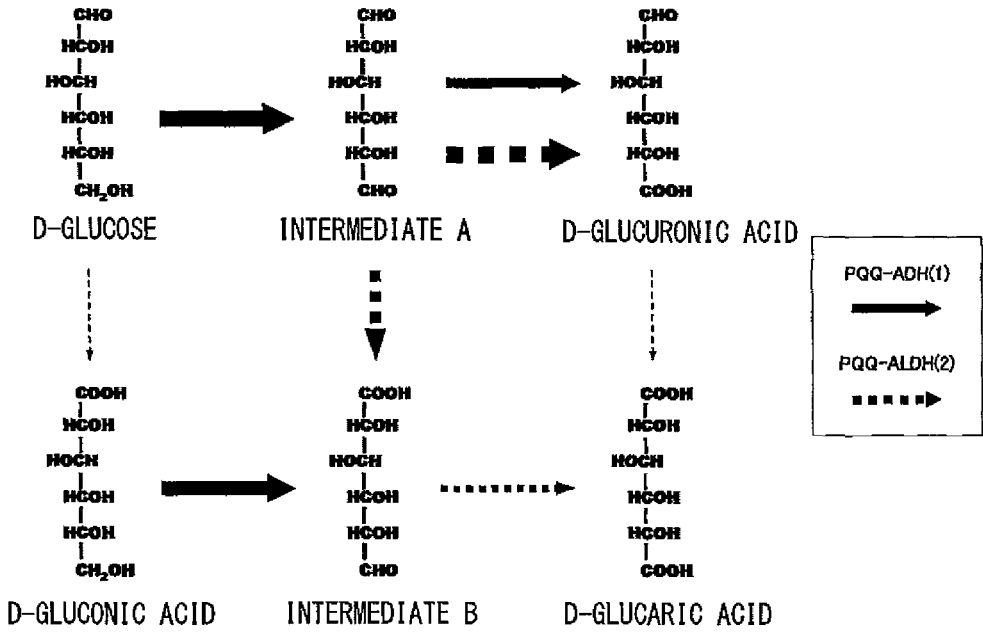 CHO CHO CHO
HCOH HCOH HCOH
HOCH HOCH HOCH
HCOH HCOH HCOH
HCOH HCOH HCOH
CH₂OH CHO COOH
D-GLUCOSE INTERMEDIATE A D-GLUCURONIC ACID
PQQ-ADH(1)
PQQ-ALDH(2)
COOH COOH COOH
HCOH HCOH HCOH
HOCH HOCH HOCH
HCOH HCOH HCOH
HCOH HCOH HCOH
CH₂OH CHO COOH
D-GLUCONIC ACID INTERMEDIATE B D-GLUCARIC ACID